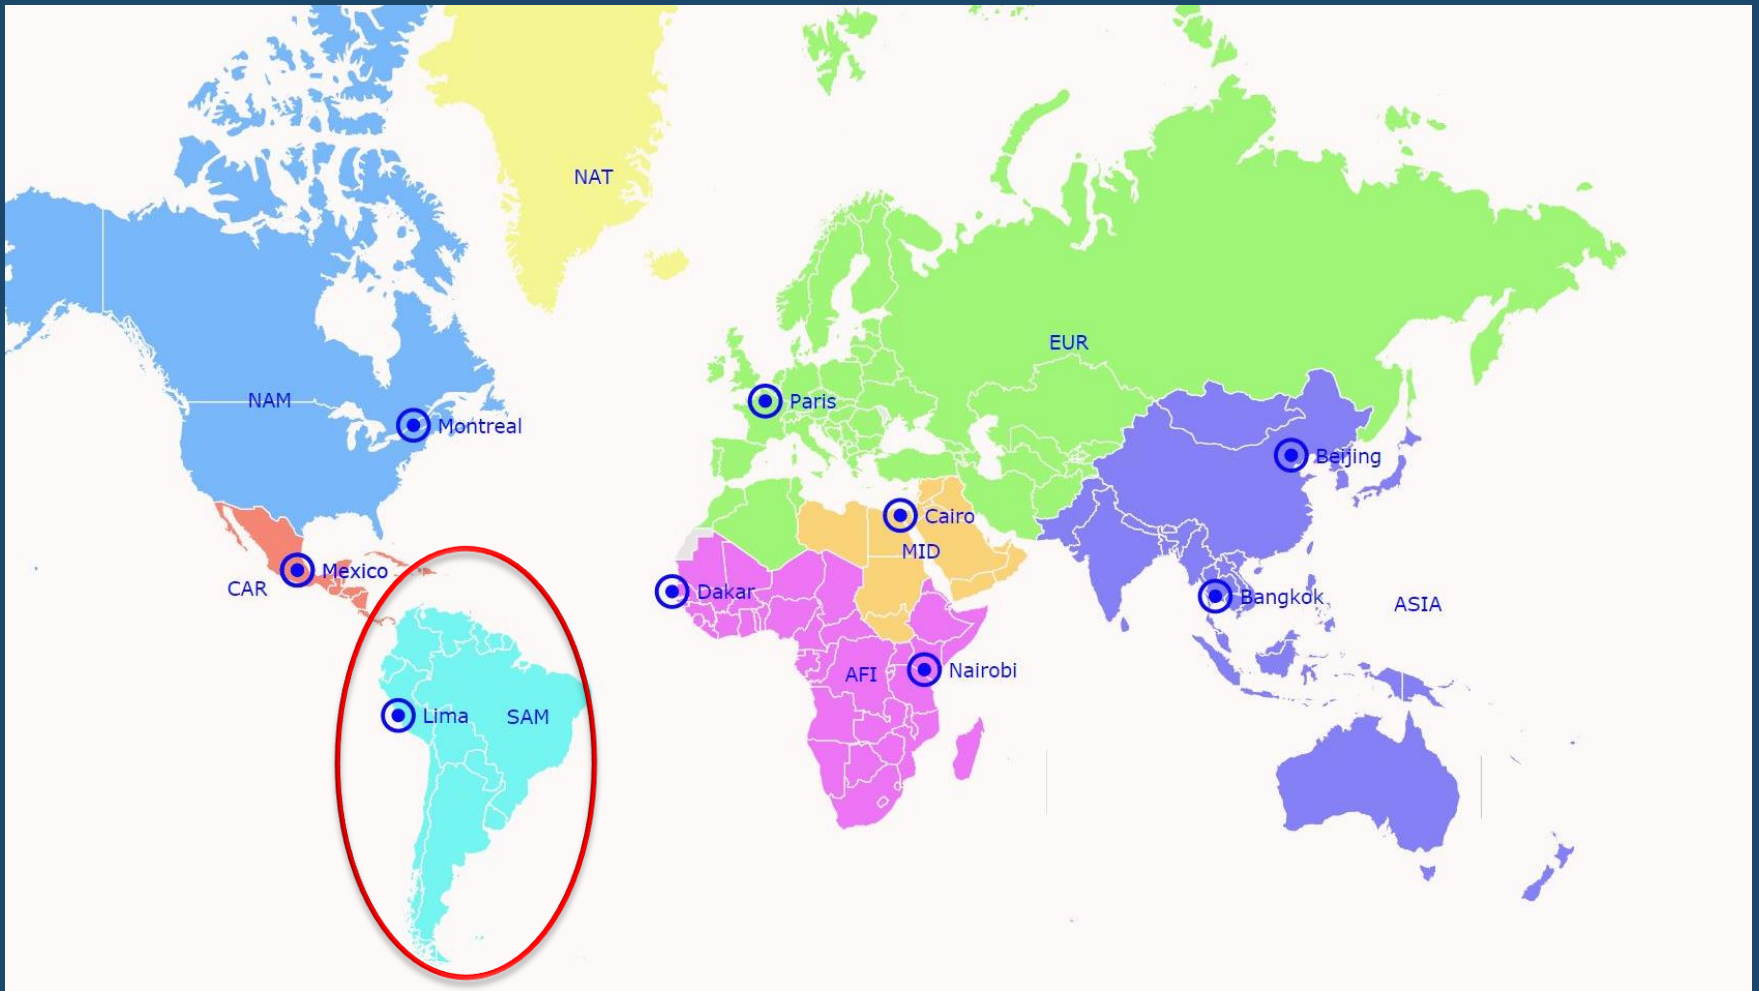 NAT
EUR
NAM
Montreal
Paris
Beijing
Cairo
MID
Mexico
CAR
Dakar
Bangkok
ASIA
AFI
Nairobi
Lima
SAM